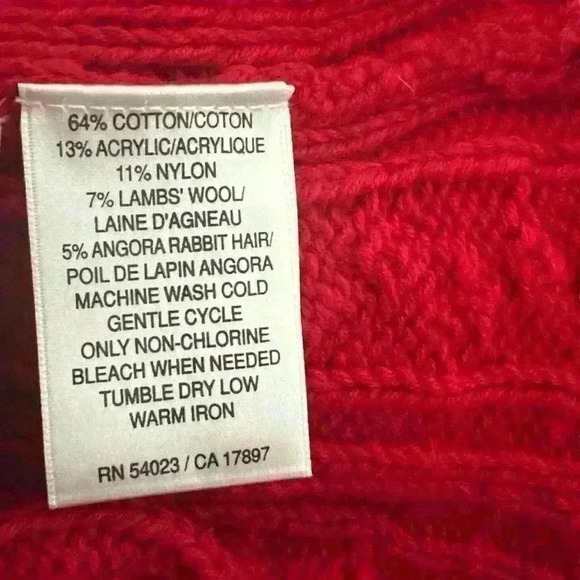 64% COTTON/COTON
13% ACRYLIC/ACRYLIQUE
11% NYLON
7% LAMBS' WOOL/
LAINE D'AGNEAU
5% ANGORA RABBIT HAIR/
POIL DE LAPIN ANGORA
MACHINE WASH COLD
GENTLE CYCLE
ONLY NON-CHLORINE
BLEACH WHEN NEEDED
TUMBLE DRY LOW
WARM IRON
RN 54023 / CA 17897